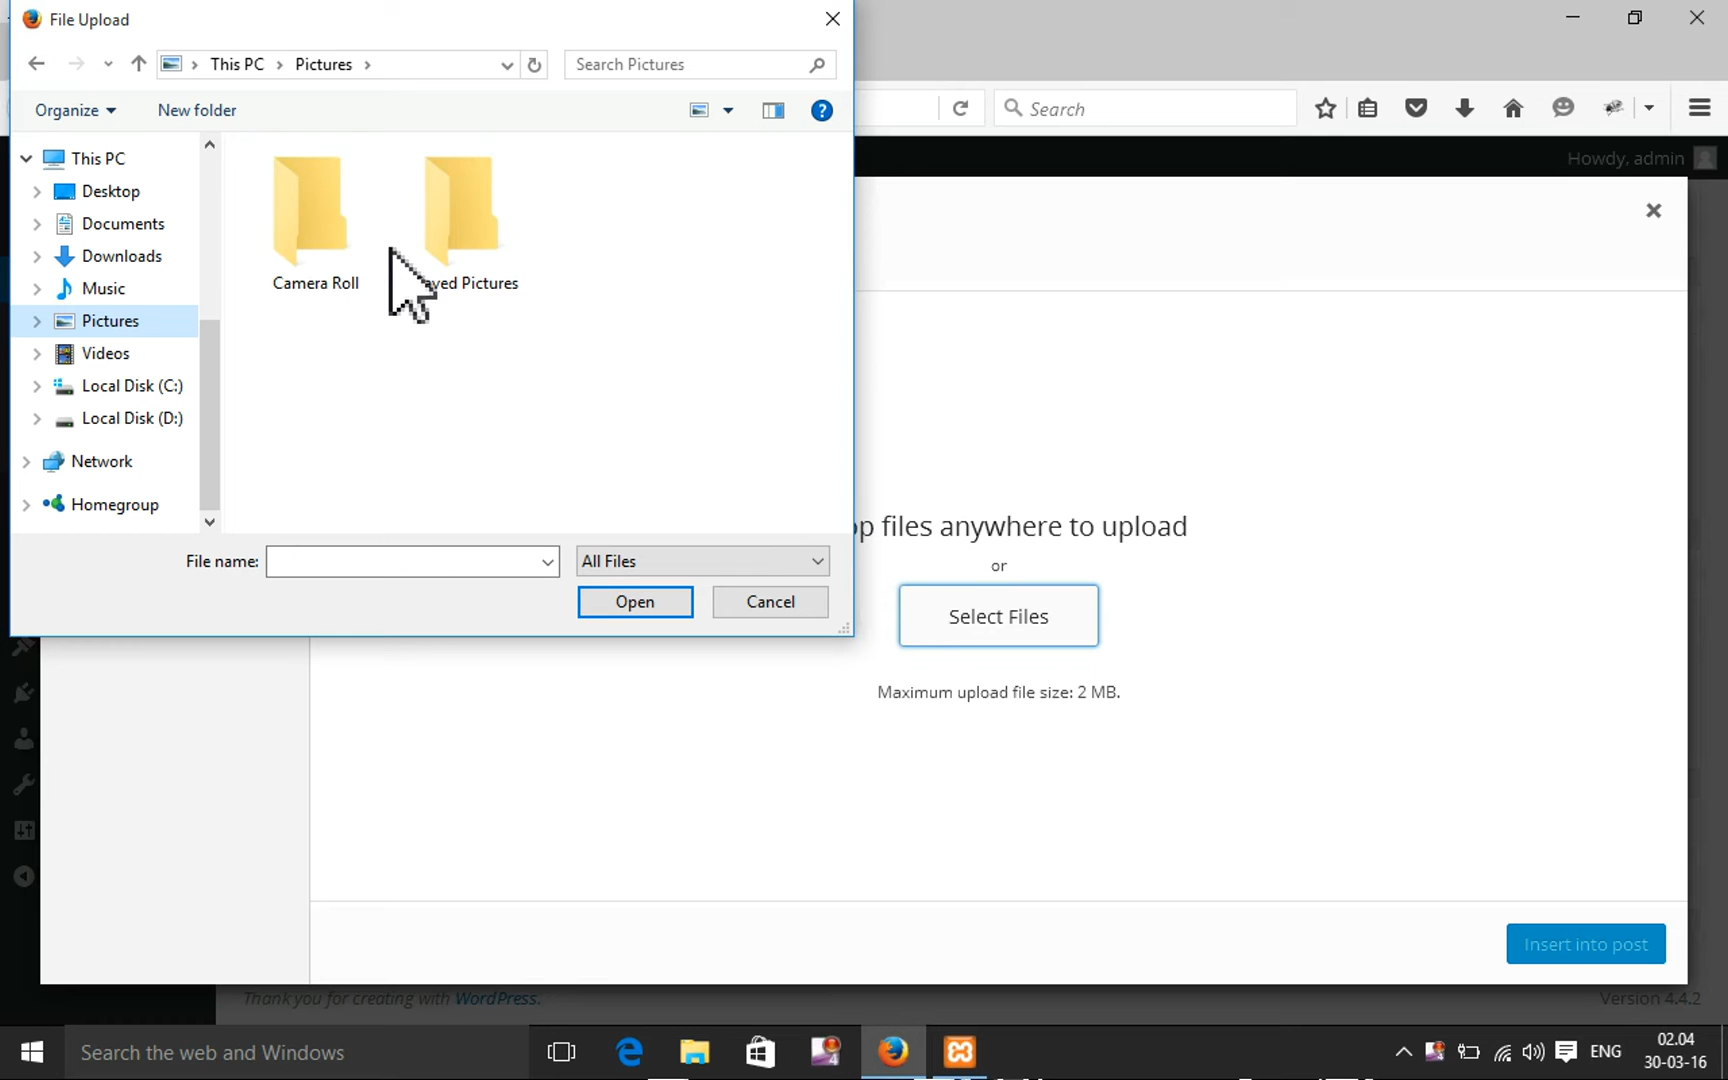 File Upload
This PC
Pictures
Search Pictures
Organize
New folder
Search
This PC
Desktop
Documents
Downloads
Music
Pictures
Videos
Local Disk (C:)
Local Disk (D:)
Network
Homegroup
Camera Roll
ved Pictures
Howdy, admin
File name:
All Files
Open
Cancel
p files anywhere to upload
or
Select Files
Maximum upload file size: 2 MB.
Insert into post
Thank you for creating with WordPress.
Version 4.4.2
Search the web and Windows
4
ENG
02.04
30-03-16